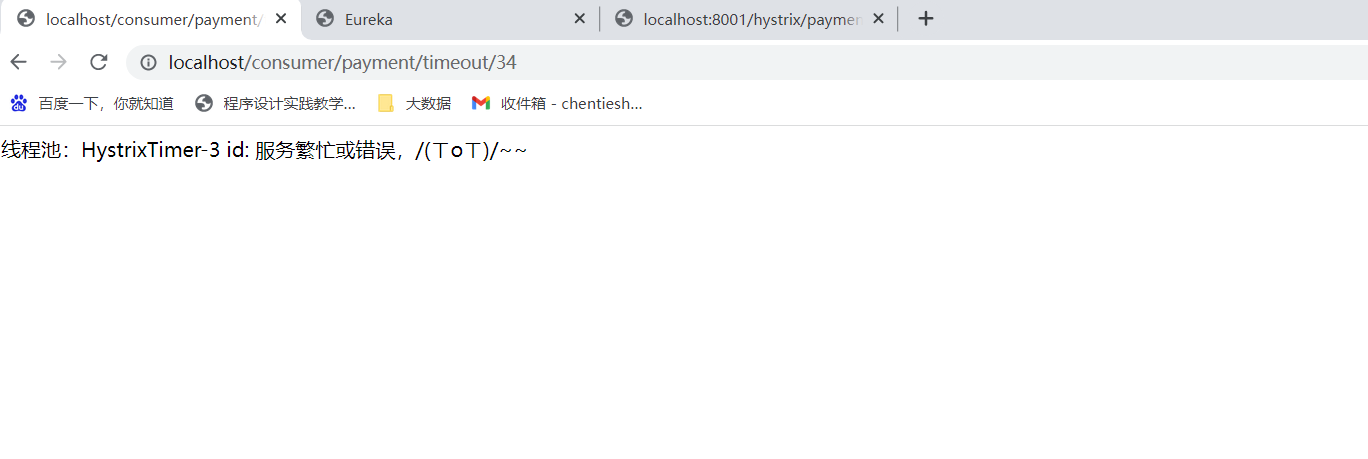 localhost/consumer/payment/ Eureka localhost:8001/hystrix/paymen
localhost/consumer/payment/timeout/34
百度一下，你就知道 程序设计实践教学... 大数据 收件箱 - chentiesh...
线程池：HystrixTimer-3 id: 服务繁忙或错误，/(ㄒoㄒ)/~~